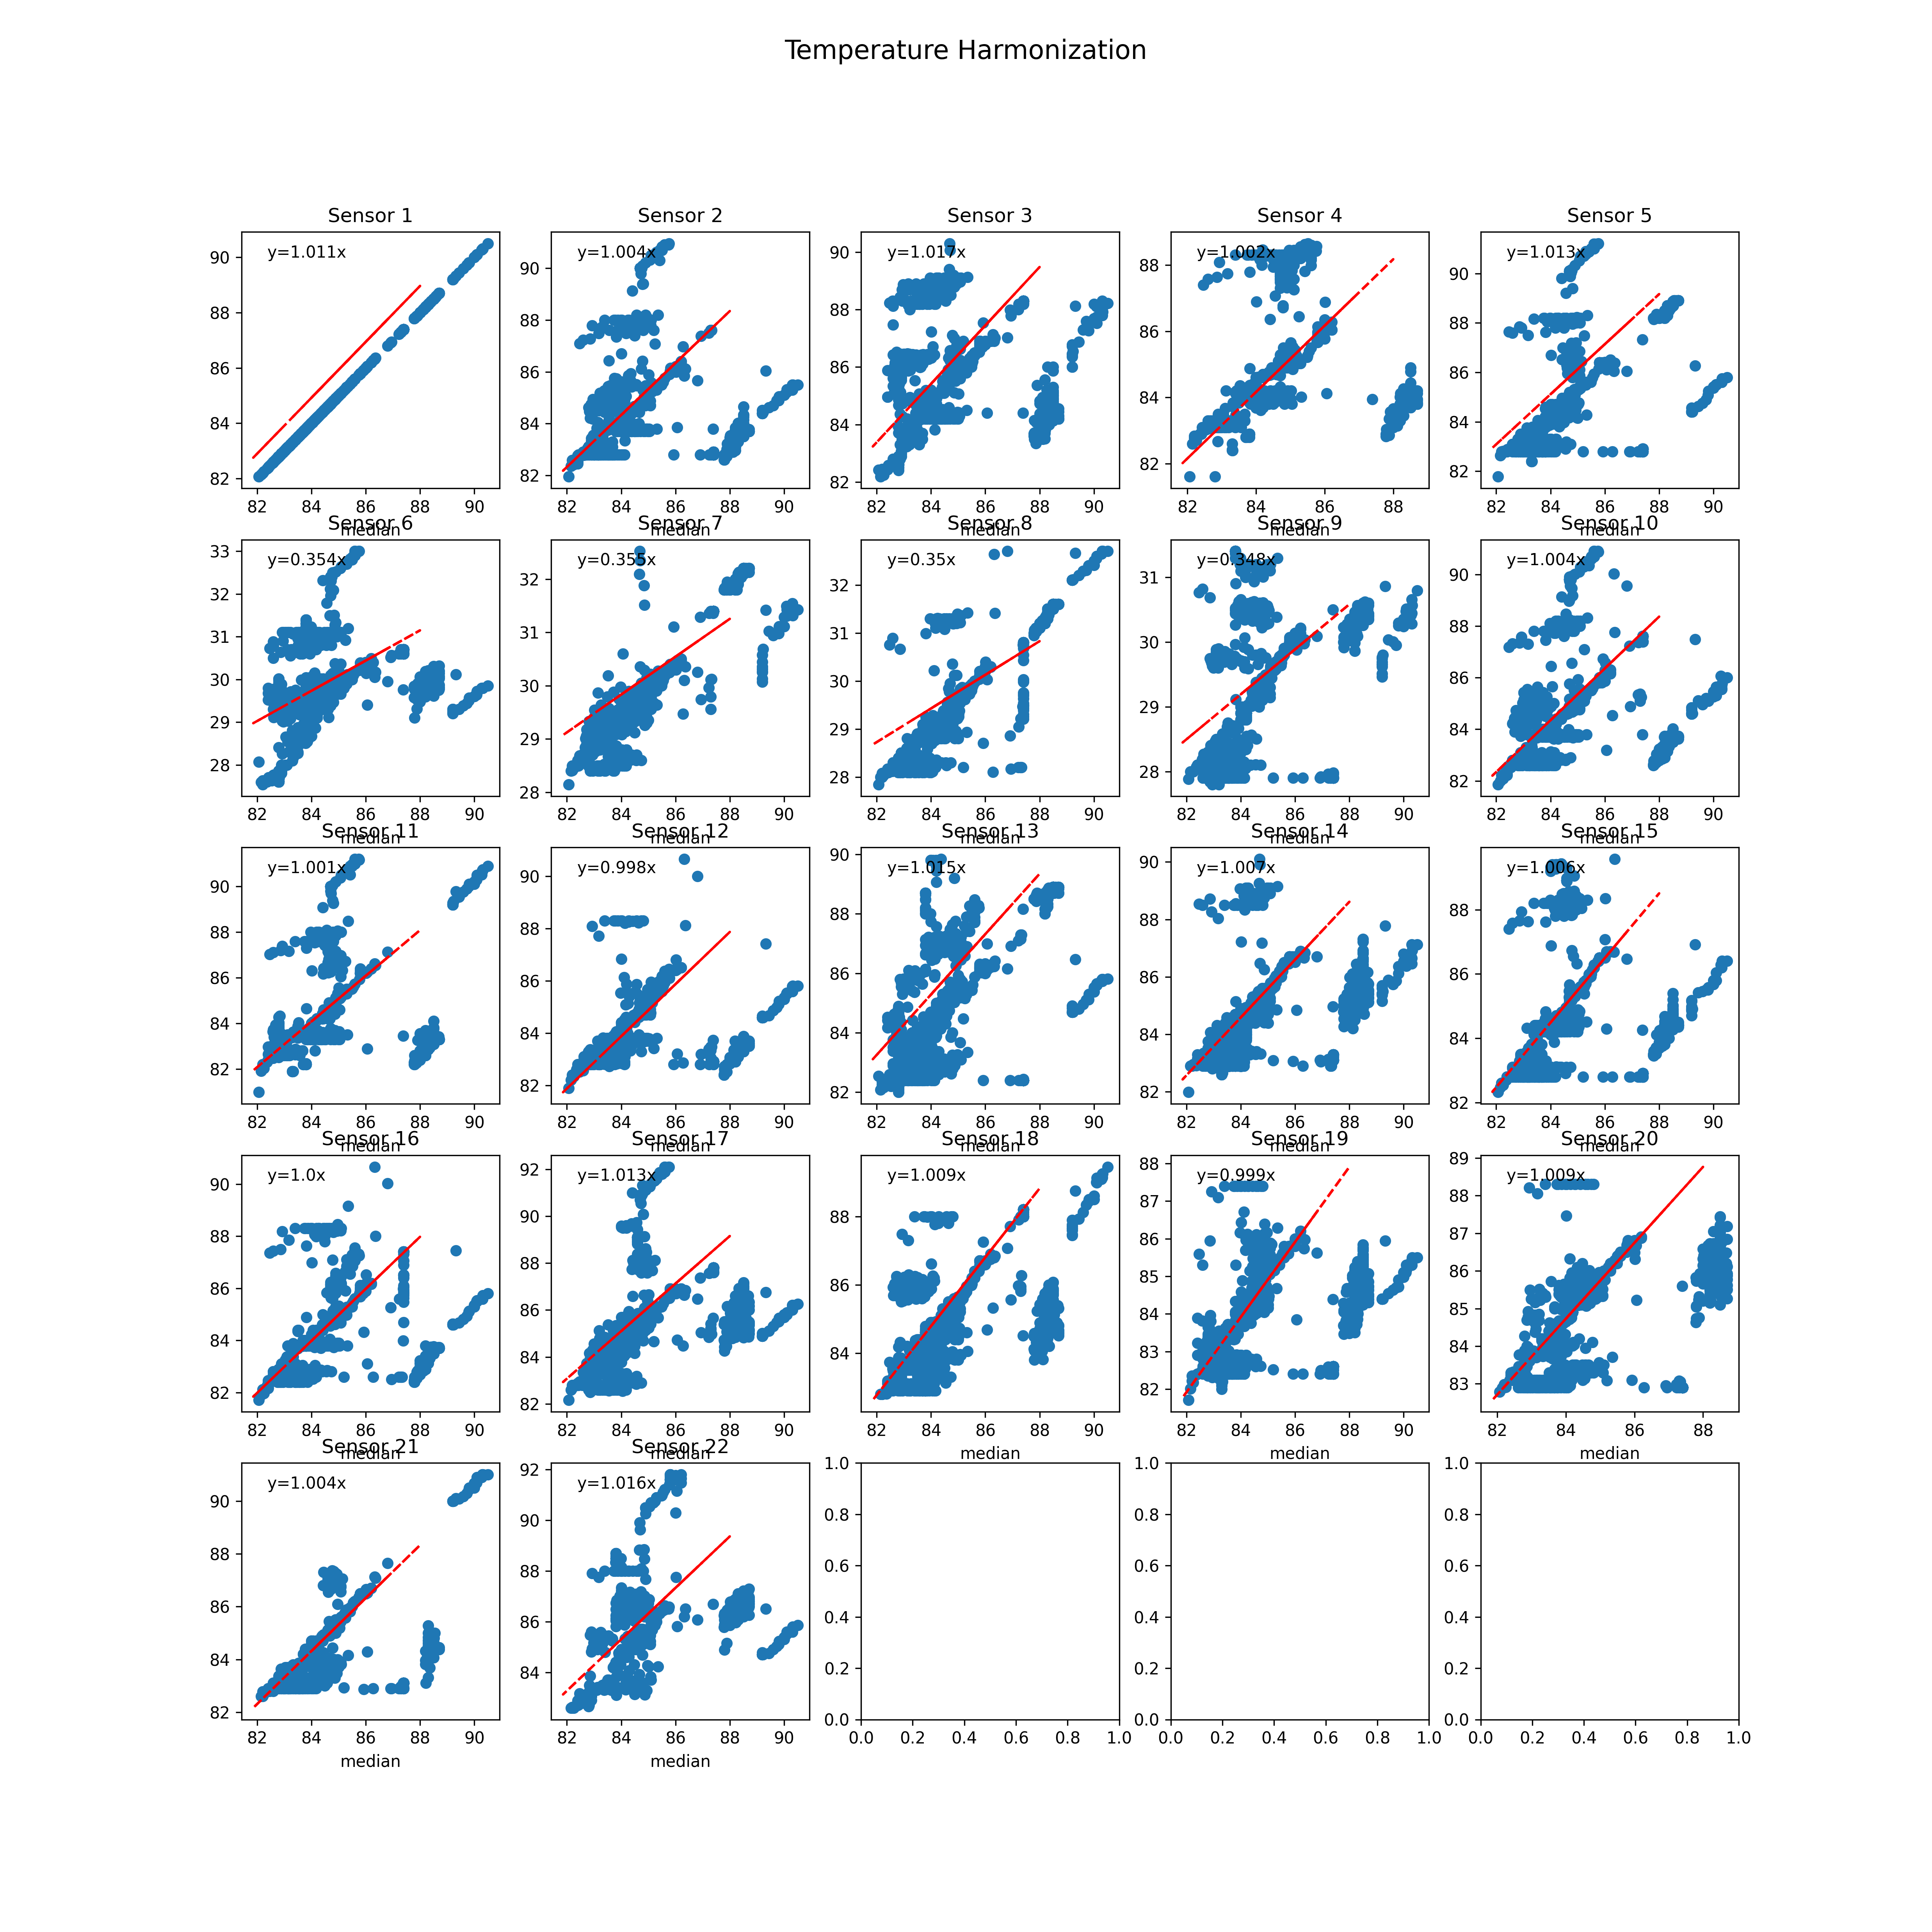 Temperature Harmonization
Sensor 1 Sensor 2 Sensor 3 Sensor 4 Sensor 5
y=1.011x y=1.004x y=1.017x y=1.002x y=1.013x
90 88 86 84 82
90 88 86 84 82
90 88 86 84 82
88 86 84 82
90 88 86 84 82
82 84 86 88 90 82 84 86 88 90 82 84 86 88 90 82 84 86 88 82 84 86 88 90
median median median median median
Sensor 6 Sensor 7 Sensor 8 Sensor 9 Sensor 10
y=0.354x y=0.355x y=0.35x y=0.348x y=1.004x
33 32 31 30 29 28
32 31 30 29 28
32 31 30 29 28
31 30 29 28
90 88 86 84 82
82 84 86 88 90 82 84 86 88 90 82 84 86 88 90 82 84 86 88 90 82 84 86 88 90
median median median median median
Sensor 11 Sensor 12 Sensor 13 Sensor 14 Sensor 15
y=1.001x y=0.998x y=1.015x y=1.007x y=1.006x
90 88 86 84 82
90 88 86 84 82
90 88 86 84 82
90 88 86 84 82
88 86 84 82
82 84 86 88 90 82 84 86 88 90 82 84 86 88 90 82 84 86 88 90 82 84 86 88 90
median median median median median
Sensor 16 Sensor 17 Sensor 18 Sensor 19 Sensor 20
y=1.0x y=1.013x y=1.009x y=0.999x y=1.009x
90 88 86 84 82
92 90 88 86 84 82
88 86 84
88 87 86 85 84 83 82
89 88 87 86 85 84 83
82 84 86 88 90 82 84 86 88 90 82 84 86 88 90 82 84 86 88 90 82 84 86 88
median median median median median
Sensor 21 Sensor 22
y=1.004x y=1.016x
90 88 86 84 82
92 90 88 86 84
1.0 0.8 0.6 0.4 0.2 0.0
1.0 0.8 0.6 0.4 0.2 0.0
1.0 0.8 0.6 0.4 0.2 0.0
82 84 86 88 90 82 84 86 88 90 0.0 0.2 0.4 0.6 0.8 1.0 0.0 0.2 0.4 0.6 0.8 1.0 0.0 0.2 0.4 0.6 0.8 1.0
median median